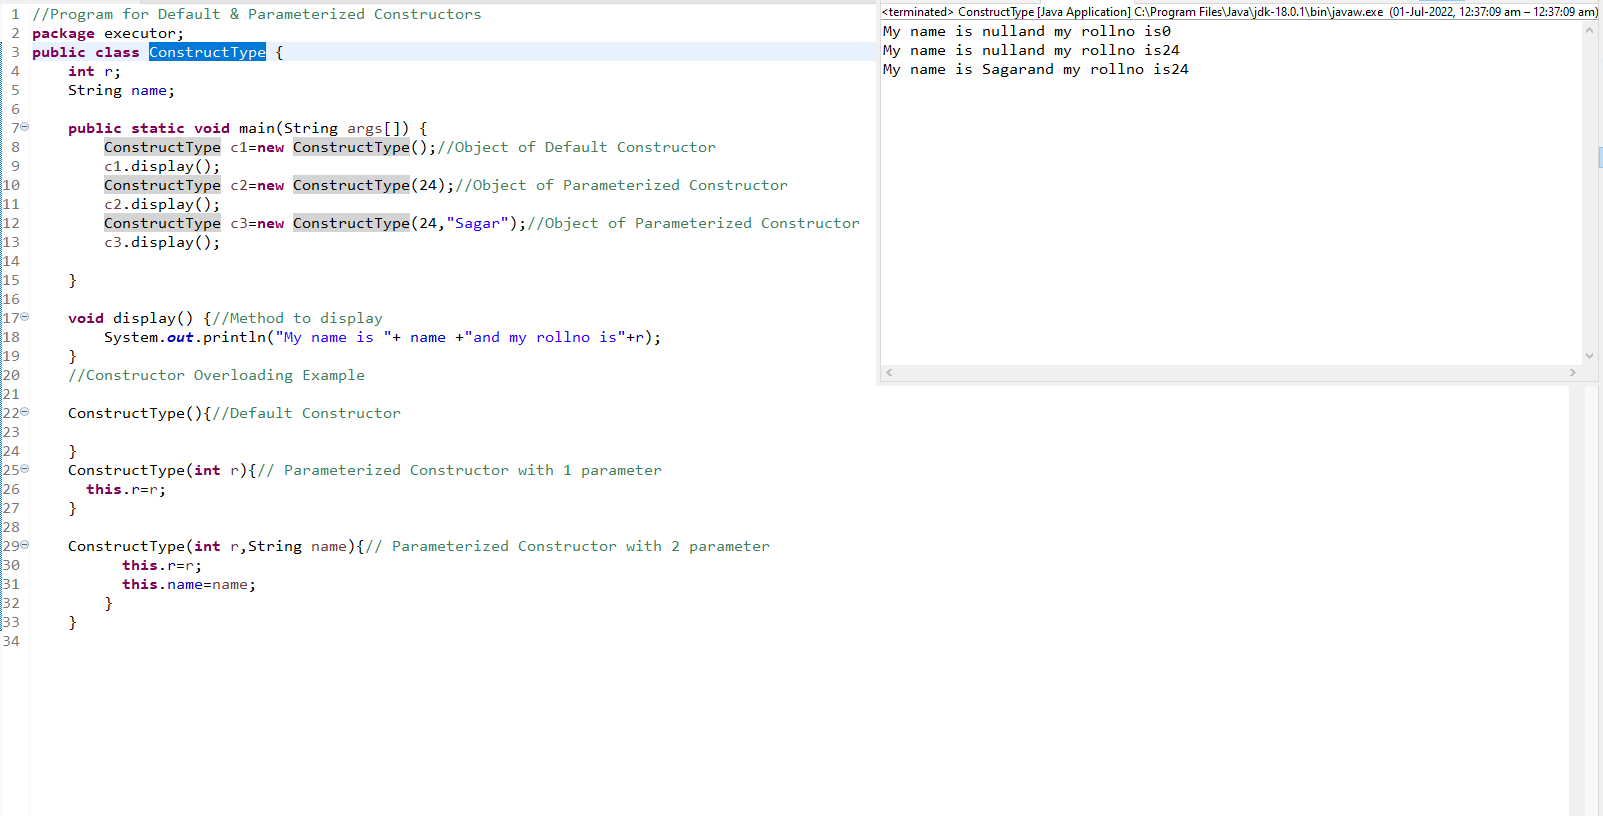 1 //Program for Default & Parameterized Constructors
2 package executor;
3 public class ConstructType {
4 int r;
5 String name;
6
7 public static void main(String args[]) {
8 ConstructType c1=new ConstructType();//Object of Default Constructor
9 c1.display();
10 ConstructType c2=new ConstructType(24);//Object of Parameterized Constructor
11 c2.display();
12 ConstructType c3=new ConstructType(24,"Sagar");//Object of Parameterized Constructor
13 c3.display();
14
15 }
16
17 void display() {//Method to display
18 System.out.println("My name is "+ name +"and my rollno is"+r);
19 }
20 //Constructor Overloading Example
21
22 ConstructType(){//Default Constructor
23
24 }
25 ConstructType(int r){// Parameterized Constructor with 1 parameter
26 this.r=r;
27 }
28
29 ConstructType(int r,String name){// Parameterized Constructor with 2 parameter
30 this.r=r;
31 this.name=name;
32 }
33 }
34
<terminated> ConstructType [Java Application] C:\Program Files\Java\jdk-18.0.1\bin\javaw.exe (01-Jul-2022, 12:37:09 am – 12:37:09 am)
My name is nulland my rollno is0
My name is nulland my rollno is24
My name is Sagarand my rollno is24